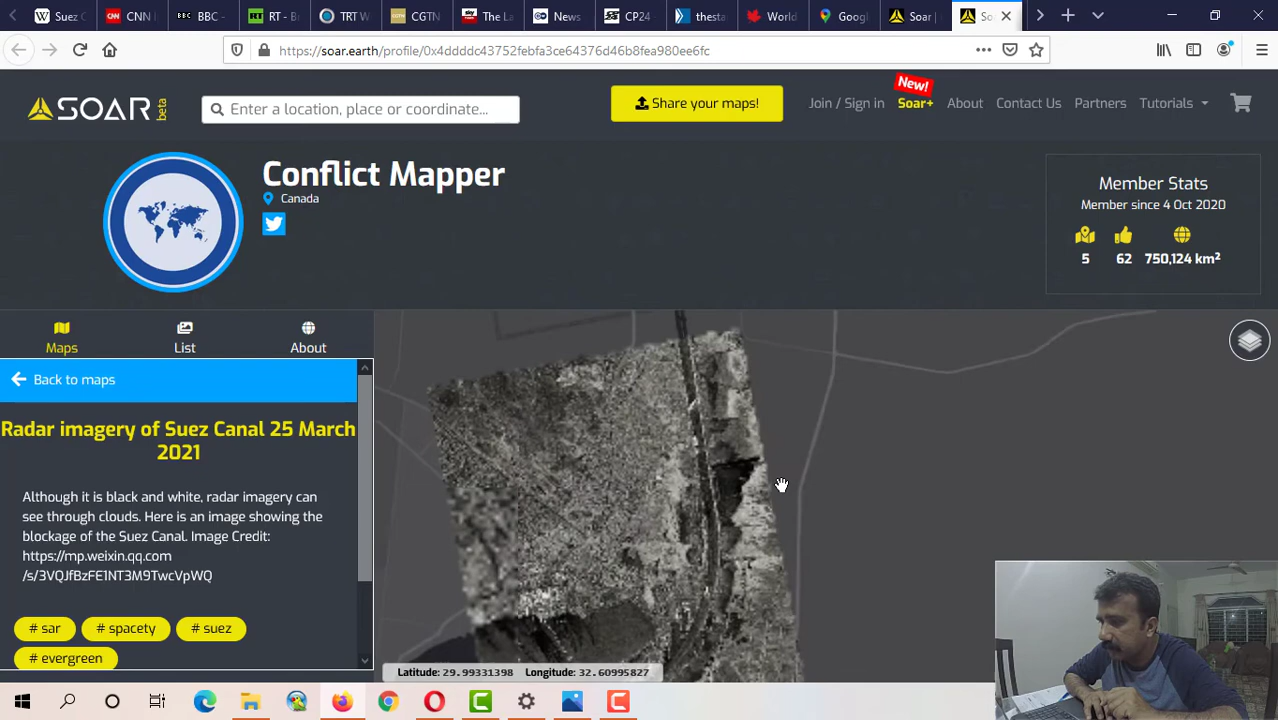 Suez C
CNN
BBC -
RT - B
TRT W
CGTN
The La
News
CP24
thesta
World
Googl
Soar |
So
https://soar.earth/profile/0x4ddddc43752febfa3ce64376d46b8fea980ee6fc
SOAR beta
Enter a location, place or coordinate...
Share your maps!
Join / Sign in
New!
Soar+
About
Contact Us
Partners
Tutorials
Conflict Mapper
Canada
Member Stats
Member since 4 Oct 2020
5 62 750,124 km²
Maps
List
About
Back to maps
Radar imagery of Suez Canal 25 March
2021
Although it is black and white, radar imagery can
see through clouds. Here is an image showing the
blockage of the Suez Canal. Image Credit:
https://mp.weixin.qq.com
/s/3VQJfBzFE1NT3M9TwcVpWQ
# sar
# spacety
# suez
# evergreen
Latitude: 29.99331398 Longitude: 32.60995827